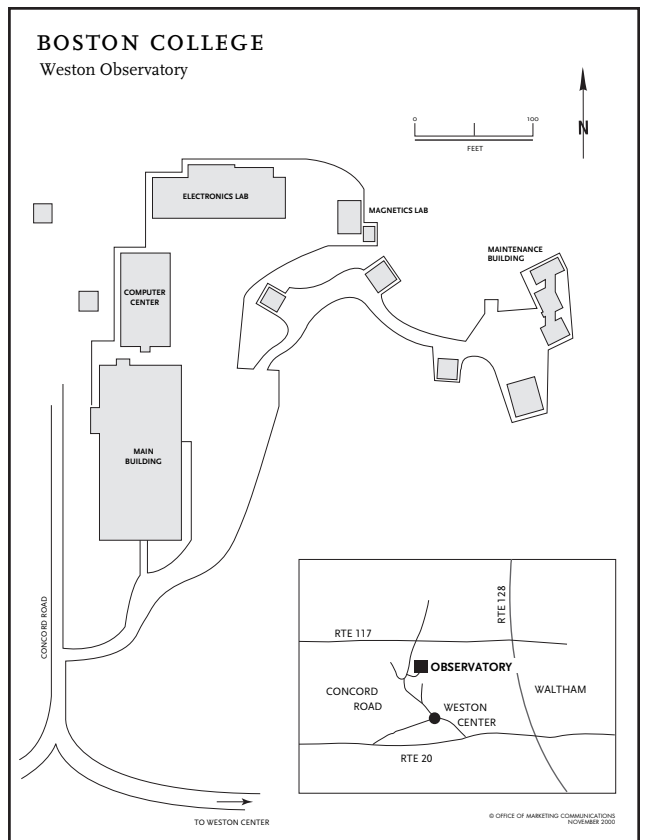 BOSTON COLLEGE
Weston Observatory
0 100
FEET
N
ELECTRONICS LAB
MAGNETICS LAB
MAINTENANCE
BUILDING
COMPUTER
CENTER
MAIN
BUILDING
CONCORD ROAD
TO WESTON CENTER
RTE 128
RTE 117
OBSERVATORY
CONCORD
ROAD
WALTHAM
WESTON
CENTER
RTE 20
© OFFICE OF MARKETING COMMUNICATIONS
NOVEMBER 2000